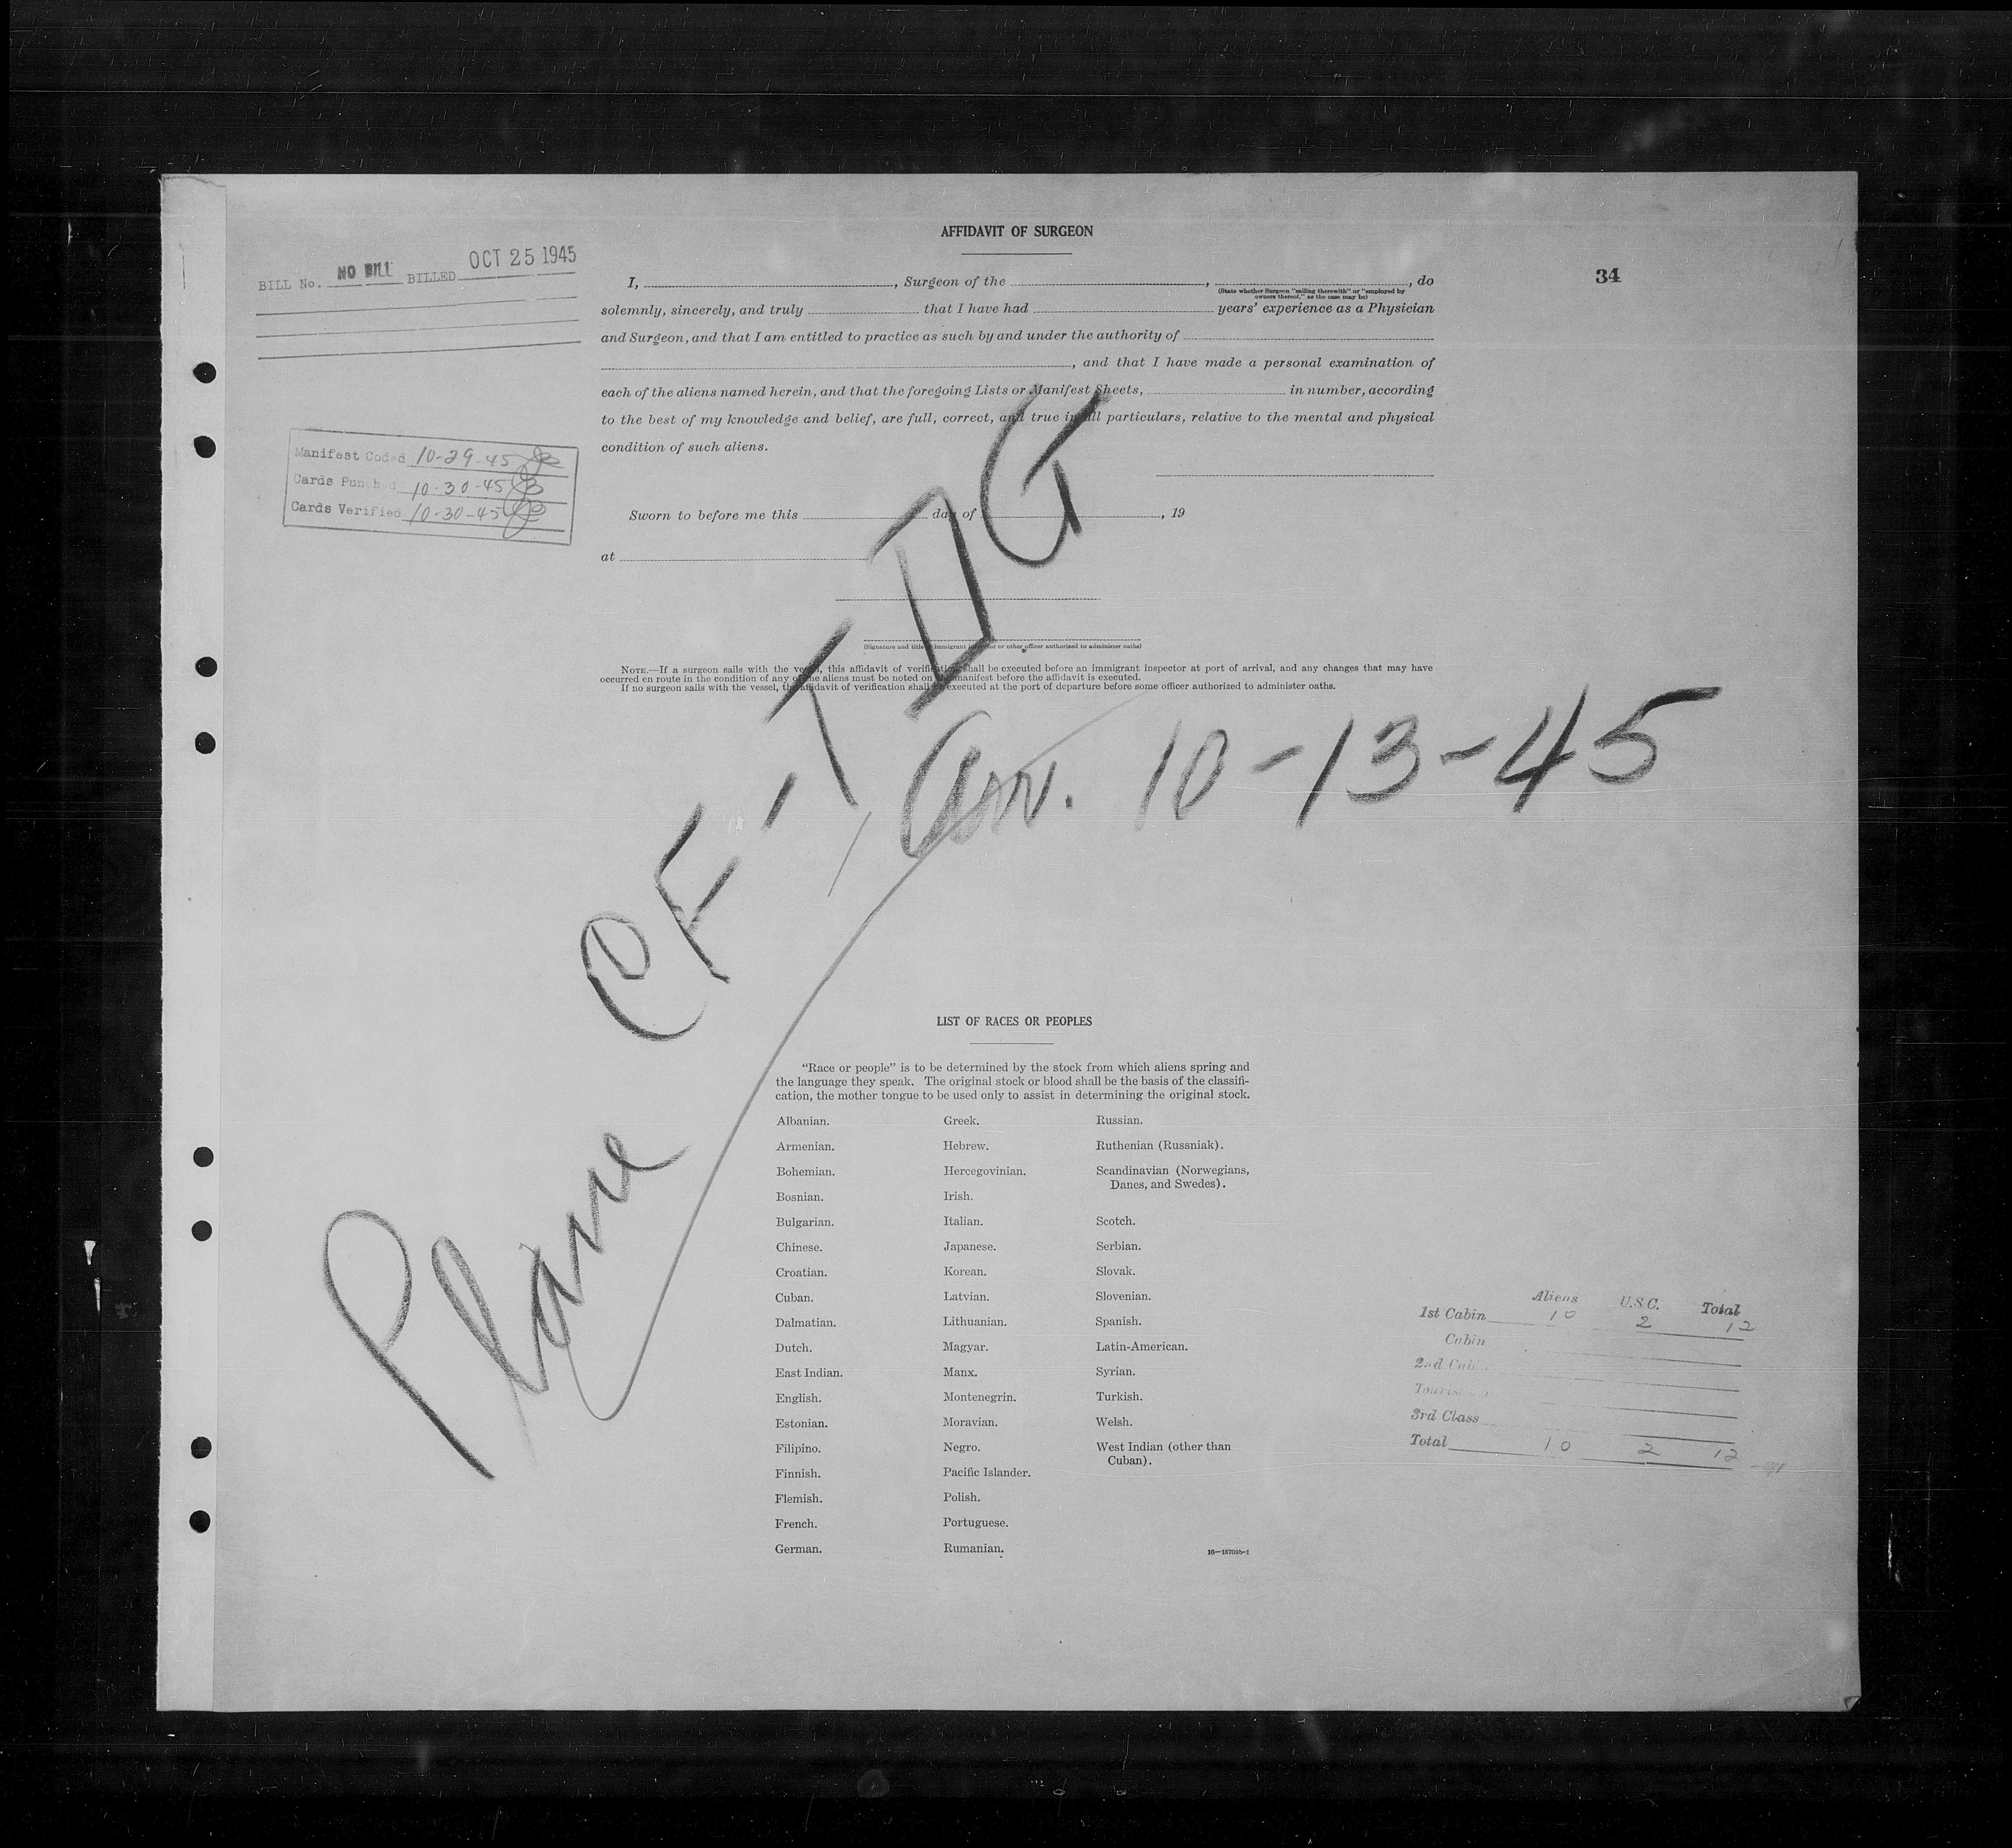 AFFIDAVIT OF SURGEON
34
BILL No. NO BILL BILLED OCT 25 1945
I, , Surgeon of the , , do
(State whether Surgeon "sailing therewith" or "employed by
owners thereof," as the case may be)
solemnly, sincerely, and truly that I have had years' experience as a Physician
and Surgeon, and that I am entitled to practice as such by and under the authority of
, and that I have made a personal examination of
each of the aliens named herein, and that the foregoing Lists or Manifest Sheets, in number, according
to the best of my knowledge and belief, are full, correct, and true in all particulars, relative to the mental and physical
condition of such aliens.
Manifest Coded 10-29-45
Cards Punched 10-30-45
Cards Verified 10-30-45
Sworn to before me this day of , 19
at
(Signature and title of immigrant inspector or other officer authorized to administer oaths)
NOTE.—If a surgeon sails with the vessel, this affidavit of verification shall be executed before an immigrant inspector at port of arrival, and any changes that may have
occurred en route in the condition of any of the aliens must be noted on the manifest before the affidavit is executed.
If no surgeon sails with the vessel, the affidavit of verification shall be executed at the port of departure before some officer authorized to administer oaths.
Plane CF-TDG
Arr. 10-13-45
LIST OF RACES OR PEOPLES
"Race or people" is to be determined by the stock from which aliens spring and
the language they speak. The original stock or blood shall be the basis of the classifi-
cation, the mother tongue to be used only to assist in determining the original stock.
Albanian.
Armenian.
Bohemian.
Bosnian.
Bulgarian.
Chinese.
Croatian.
Cuban.
Dalmatian.
Dutch.
East Indian.
English.
Estonian.
Filipino.
Finnish.
Flemish.
French.
German.
Greek.
Hebrew.
Hercegovinian.
Irish.
Italian.
Japanese.
Korean.
Latvian.
Lithuanian.
Magyar.
Manx.
Montenegrin.
Moravian.
Negro.
Pacific Islander.
Polish.
Portuguese.
Rumanian.
Russian.
Ruthenian (Russniak).
Scandinavian (Norwegians,
Danes, and Swedes).
Scotch.
Serbian.
Slovak.
Slovenian.
Spanish.
Latin-American.
Syrian.
Turkish.
Welsh.
West Indian (other than
Cuban).
Aliens U.S.C. Total
1st Cabin 10 2 12
Cabin
2nd Cabin
3rd Class
Total 10 2 12